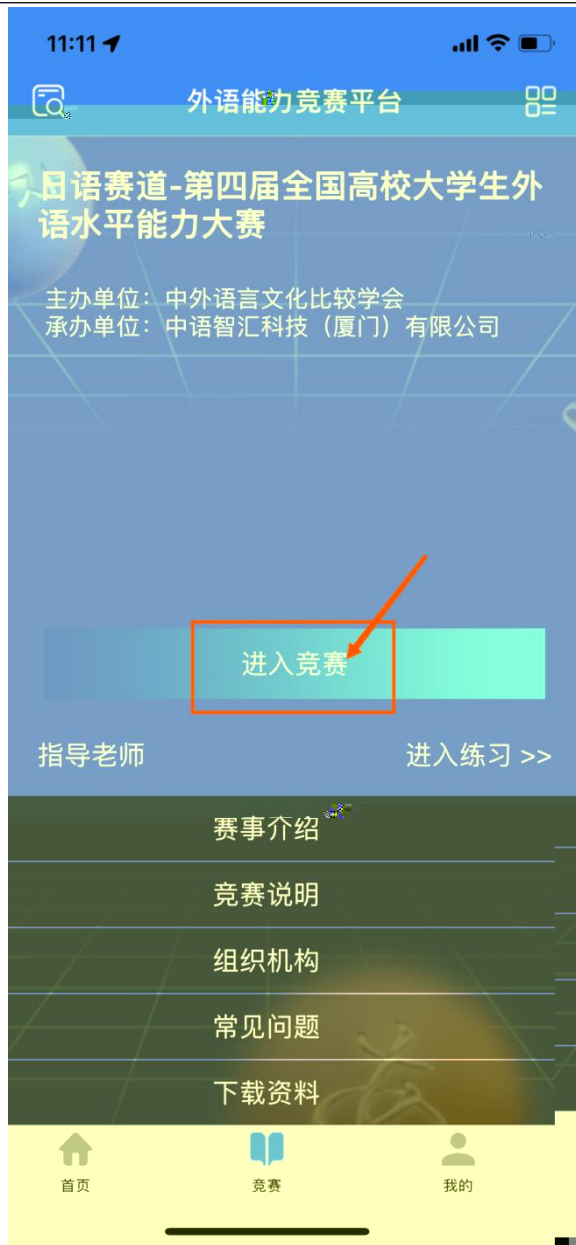 11:11
外语能力竞赛平台
日语赛道-第四届全国高校大学生外
语水平能力大赛
主办单位：中外语言文化比较学会
承办单位：中语智汇科技（厦门）有限公司
进入竞赛
指导老师
进入练习 >>
赛事介绍
竞赛说明
组织机构
常见问题
下载资料
首页
竞赛
我的